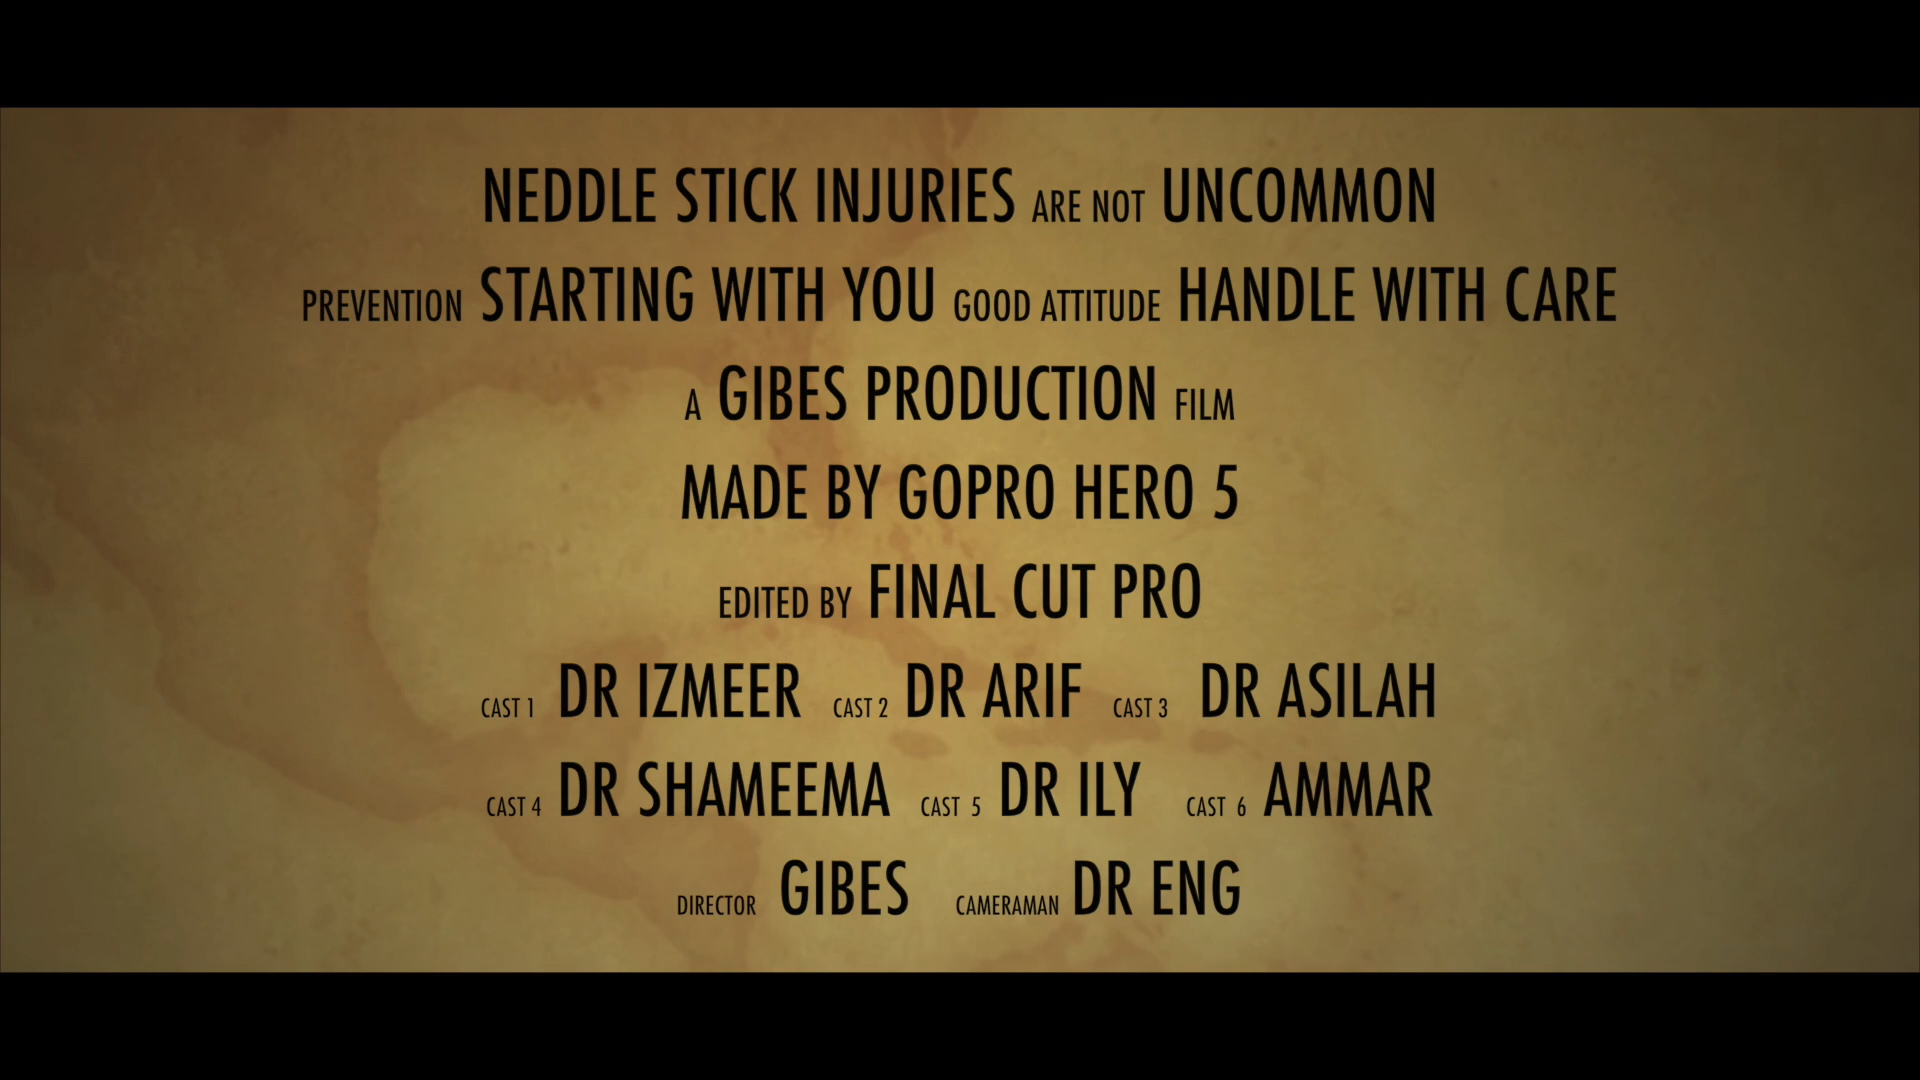 NEDDLE STICK INJURIES ARE NOT UNCOMMON
PREVENTION STARTING WITH YOU GOOD ATTITUDE HANDLE WITH CARE
A GIBES PRODUCTION FILM
MADE BY GOPRO HERO 5
EDITED BY FINAL CUT PRO
CAST 1 DR IZMEER CAST 2 DR ARIF CAST 3 DR ASILAH
CAST 4 DR SHAMEEMA CAST 5 DR ILY CAST 6 AMMAR
DIRECTOR GIBES CAMERAMAN DR ENG